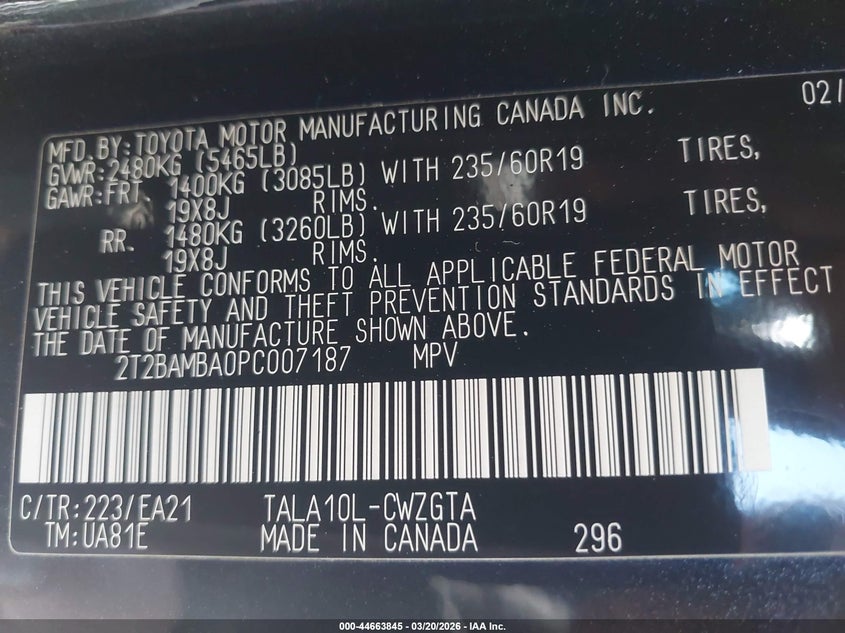 MFD. BY: TOYOTA MOTOR MANUFACTURING CANADA INC. 02/
GVWR: 2480KG (5465LB)
GAWR: FRT. 1400KG (3085LB) WITH 235/60R19 TIRES,
19X8J RIMS.
RR. 1480KG (3260LB) WITH 235/60R19 TIRES,
19X8J RIMS.
THIS VEHICLE CONFORMS TO ALL APPLICABLE FEDERAL MOTOR
VEHICLE SAFETY AND THEFT PREVENTION STANDARDS IN EFFECT
THE DATE OF MANUFACTURE SHOWN ABOVE.
2T2BAMBA0PC007187 MPV
C/TR: 223/EA21 TALA10L-CWZGTA
TM: UA81E MADE IN CANADA 296
000-44663845 - 03/20/2026 - IAA Inc.